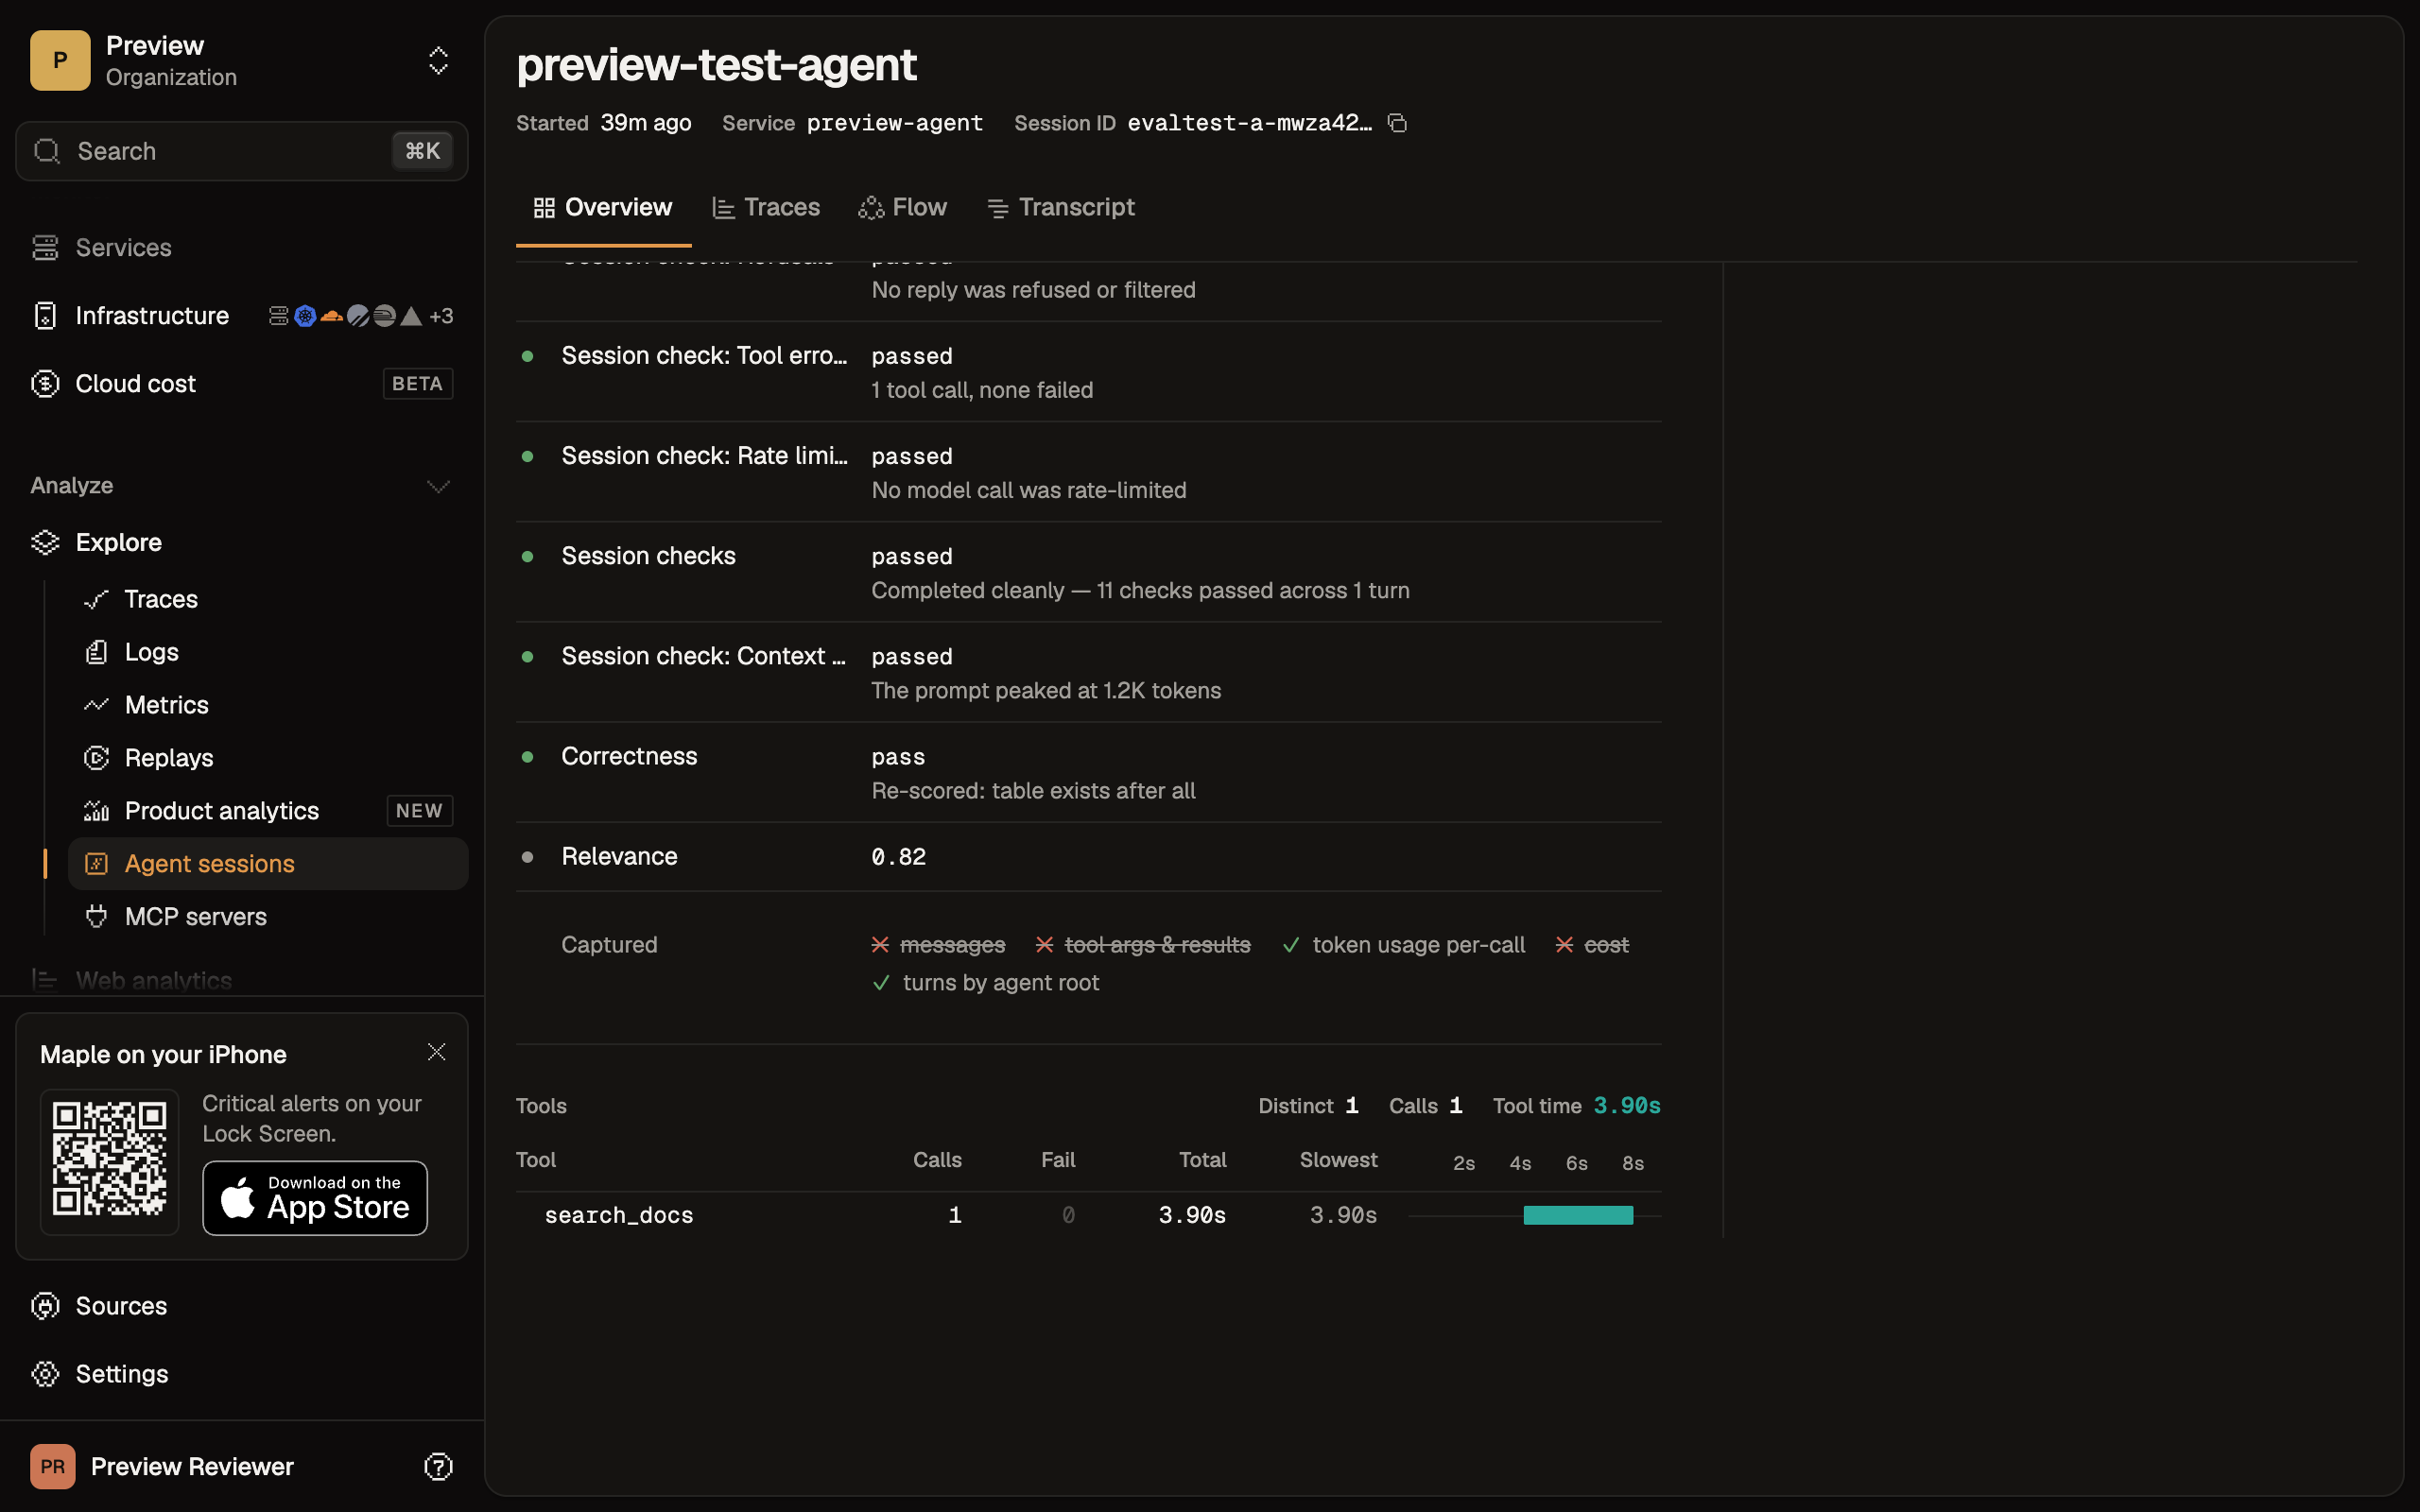 P
Preview
Organization
Search
⌘K
Services
Infrastructure
+3
Cloud cost
BETA
Analyze
Explore
Traces
Logs
Metrics
Replays
Product analytics
NEW
Agent sessions
MCP servers
Web analytics
Maple on your iPhone
Critical alerts on your
Lock Screen.
Download on the
App Store
Sources
Settings
PR
Preview Reviewer
preview-test-agent
Started 39m ago Service preview-agent Session ID evaltest-a-mwza42…
Overview Traces Flow Transcript
No reply was refused or filtered
Session check: Tool erro… passed
1 tool call, none failed
Session check: Rate limi… passed
No model call was rate-limited
Session checks passed
Completed cleanly — 11 checks passed across 1 turn
Session check: Context … passed
The prompt peaked at 1.2K tokens
Correctness pass
Re-scored: table exists after all
Relevance 0.82
Captured messages tool args & results token usage per-call cost
turns by agent root
Tools Distinct 1 Calls 1 Tool time 3.90s
Tool Calls Fail Total Slowest 2s 4s 6s 8s
search_docs 1 0 3.90s 3.90s